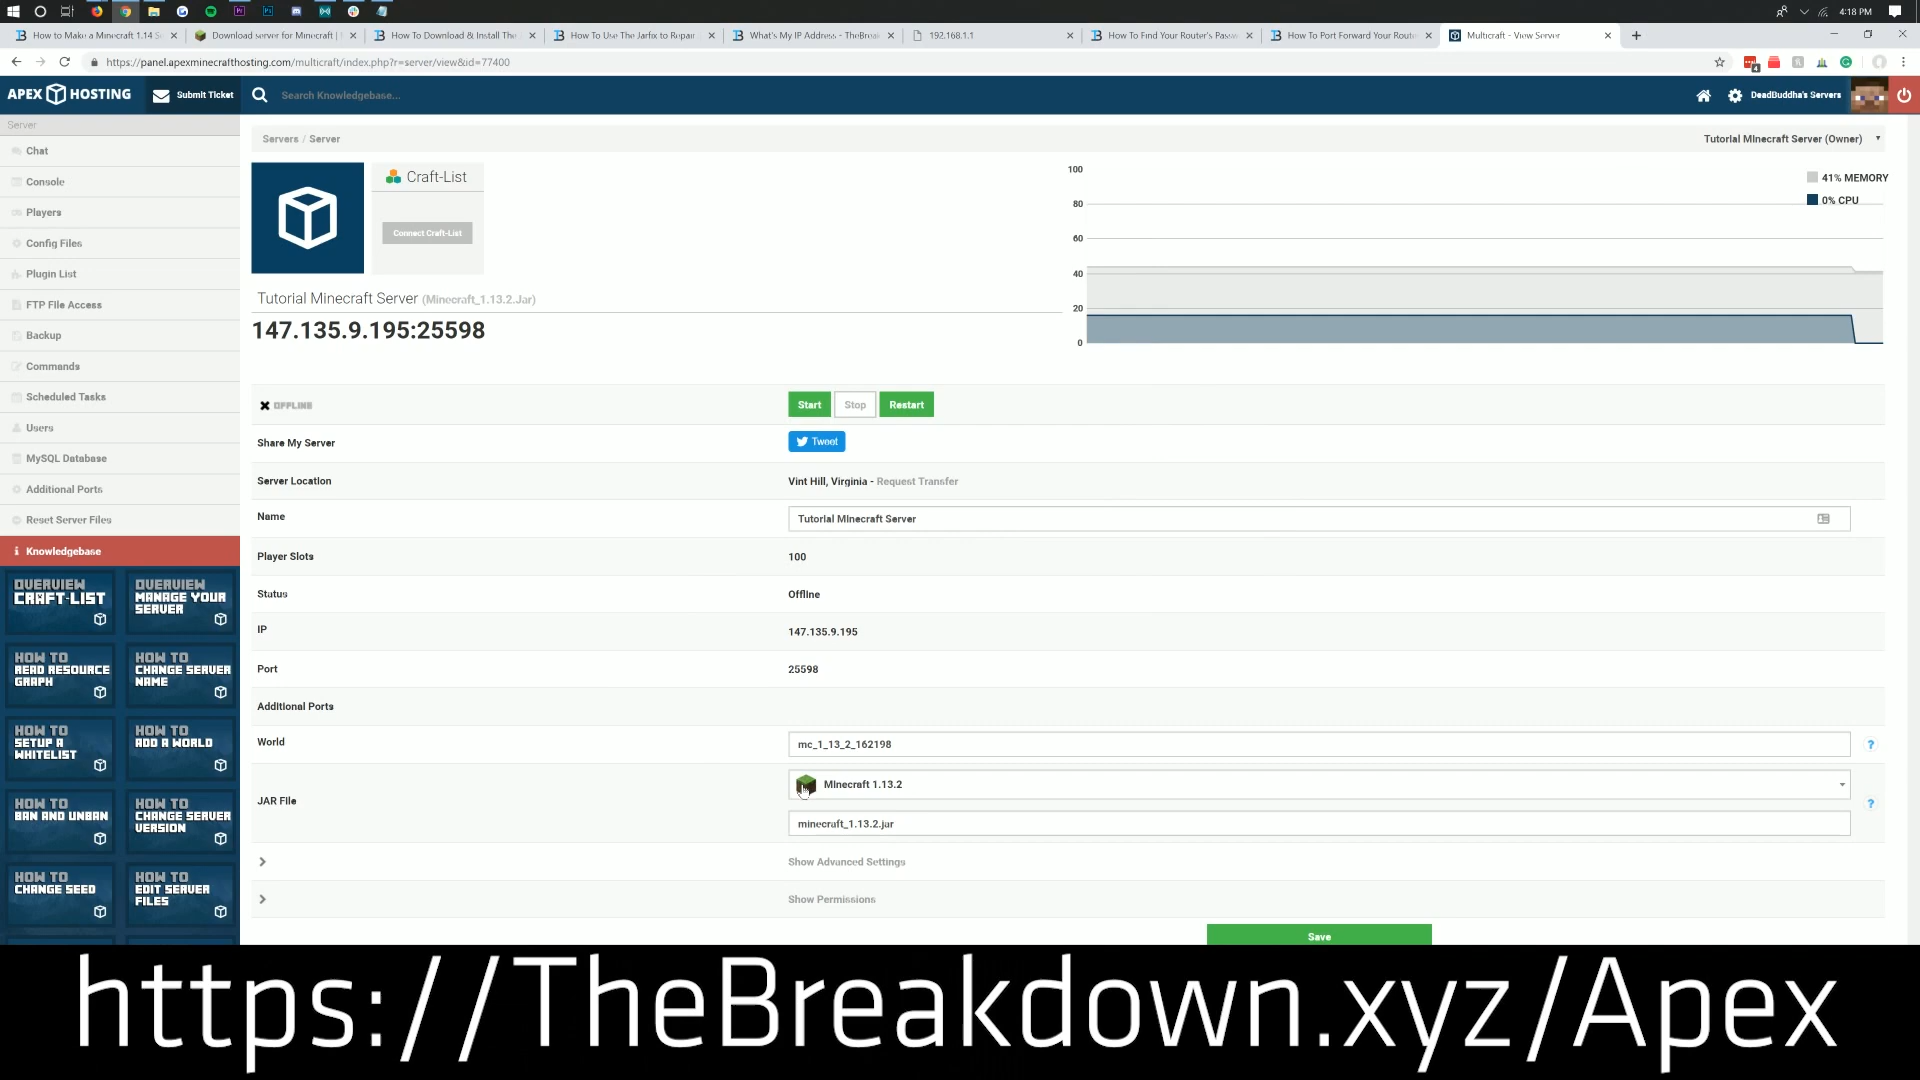 4:18 PM
How to Make a Minecraft 1.14 S
Download server for Minecraft |
How To Download & Install The
How To Use The Jarfix to Repair
What's My IP Address - TheBrea
192.168.1.1
How To Find Your Router's Passw
How To Port Forward Your Route
Multicraft - View Server
https://panel.apexminecrafthosting.com/multicraft/index.php?r=server/view&id=77400
APEX HOSTING
Submit Ticket
Search Knowledgebase...
DeadBuddha's Servers
Server
Chat
Console
Players
Config Files
Plugin List
FTP File Access
Backup
Commands
Scheduled Tasks
Users
MySQL Database
Additional Ports
Reset Server Files
Knowledgebase
OVERVIEW
CRAFT-LIST
OVERVIEW
MANAGE YOUR
SERVER
HOW TO
READ RESOURCE
GRAPH
HOW TO
CHANGE SERVER
NAME
HOW TO
SETUP A
WHITELIST
HOW TO
ADD A WORLD
HOW TO
BAN AND UNBAN
HOW TO
CHANGE SERVER
VERSION
HOW TO
CHANGE SEED
HOW TO
EDIT SERVER
FILES
Servers / Server
Tutorial Minecraft Server (Owner)
Craft-List
Connect Craft-List
100
80
60
40
20
0
41% MEMORY
0% CPU
Tutorial Minecraft Server (Minecraft_1.13.2.Jar)
147.135.9.195:25598
OFFLINE
Start
Stop
Restart
Share My Server
Tweet
Server Location
Vint Hill, Virginia - Request Transfer
Name
Tutorial Minecraft Server
Player Slots
100
Status
Offline
IP
147.135.9.195
Port
25598
Additional Ports
World
mc_1_13_2_162198
?
JAR File
Minecraft 1.13.2
minecraft_1.13.2.jar
?
Show Advanced Settings
Show Permissions
Save
https://TheBreakdown.xyz/Apex